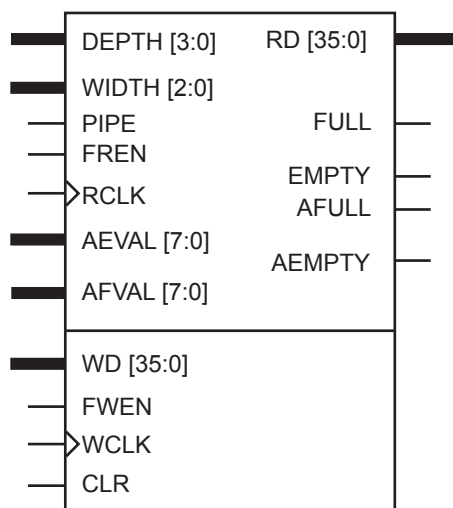 DEPTH [3:0] RD [35:0]
WIDTH [2:0]
PIPE FULL
FREN
EMPTY
RCLK AFULL
AEVAL [7:0]
AEMPTY
AFVAL [7:0]
WD [35:0]
FWEN
WCLK
CLR